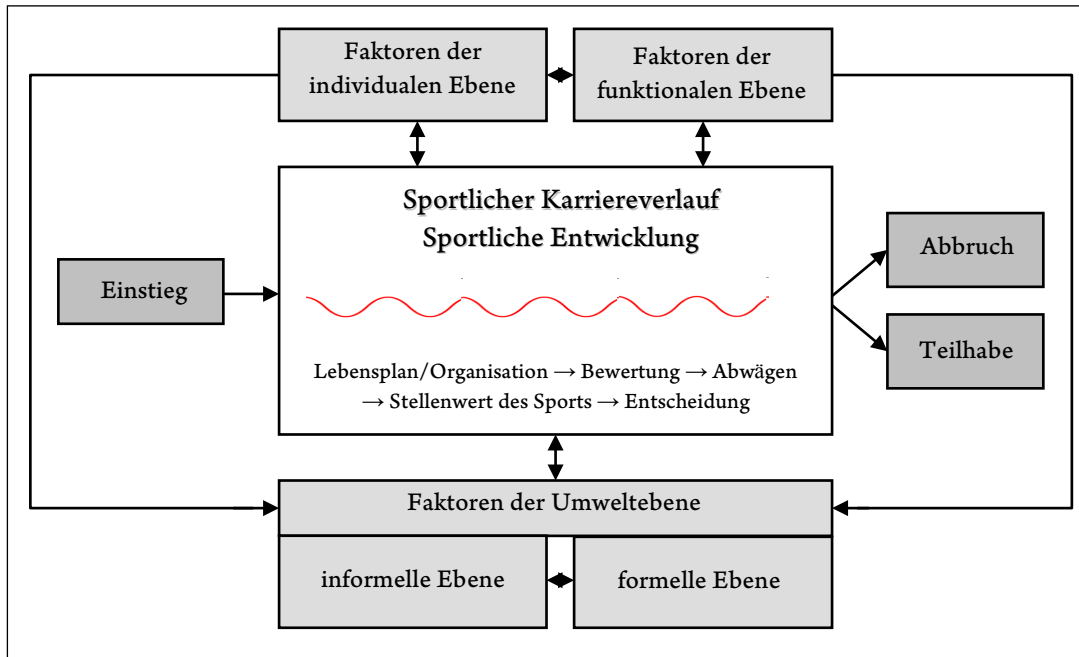 Faktoren der
individualen Ebene
Faktoren der
funktionalen Ebene
Sportlicher Karriereverlauf
Sportliche Entwicklung
Einstieg
Abbruch
Teilhabe
Lebensplan/Organisation → Bewertung → Abwägen
→ Stellenwert des Sports → Entscheidung
Faktoren der Umweltebene
informelle Ebene
formelle Ebene